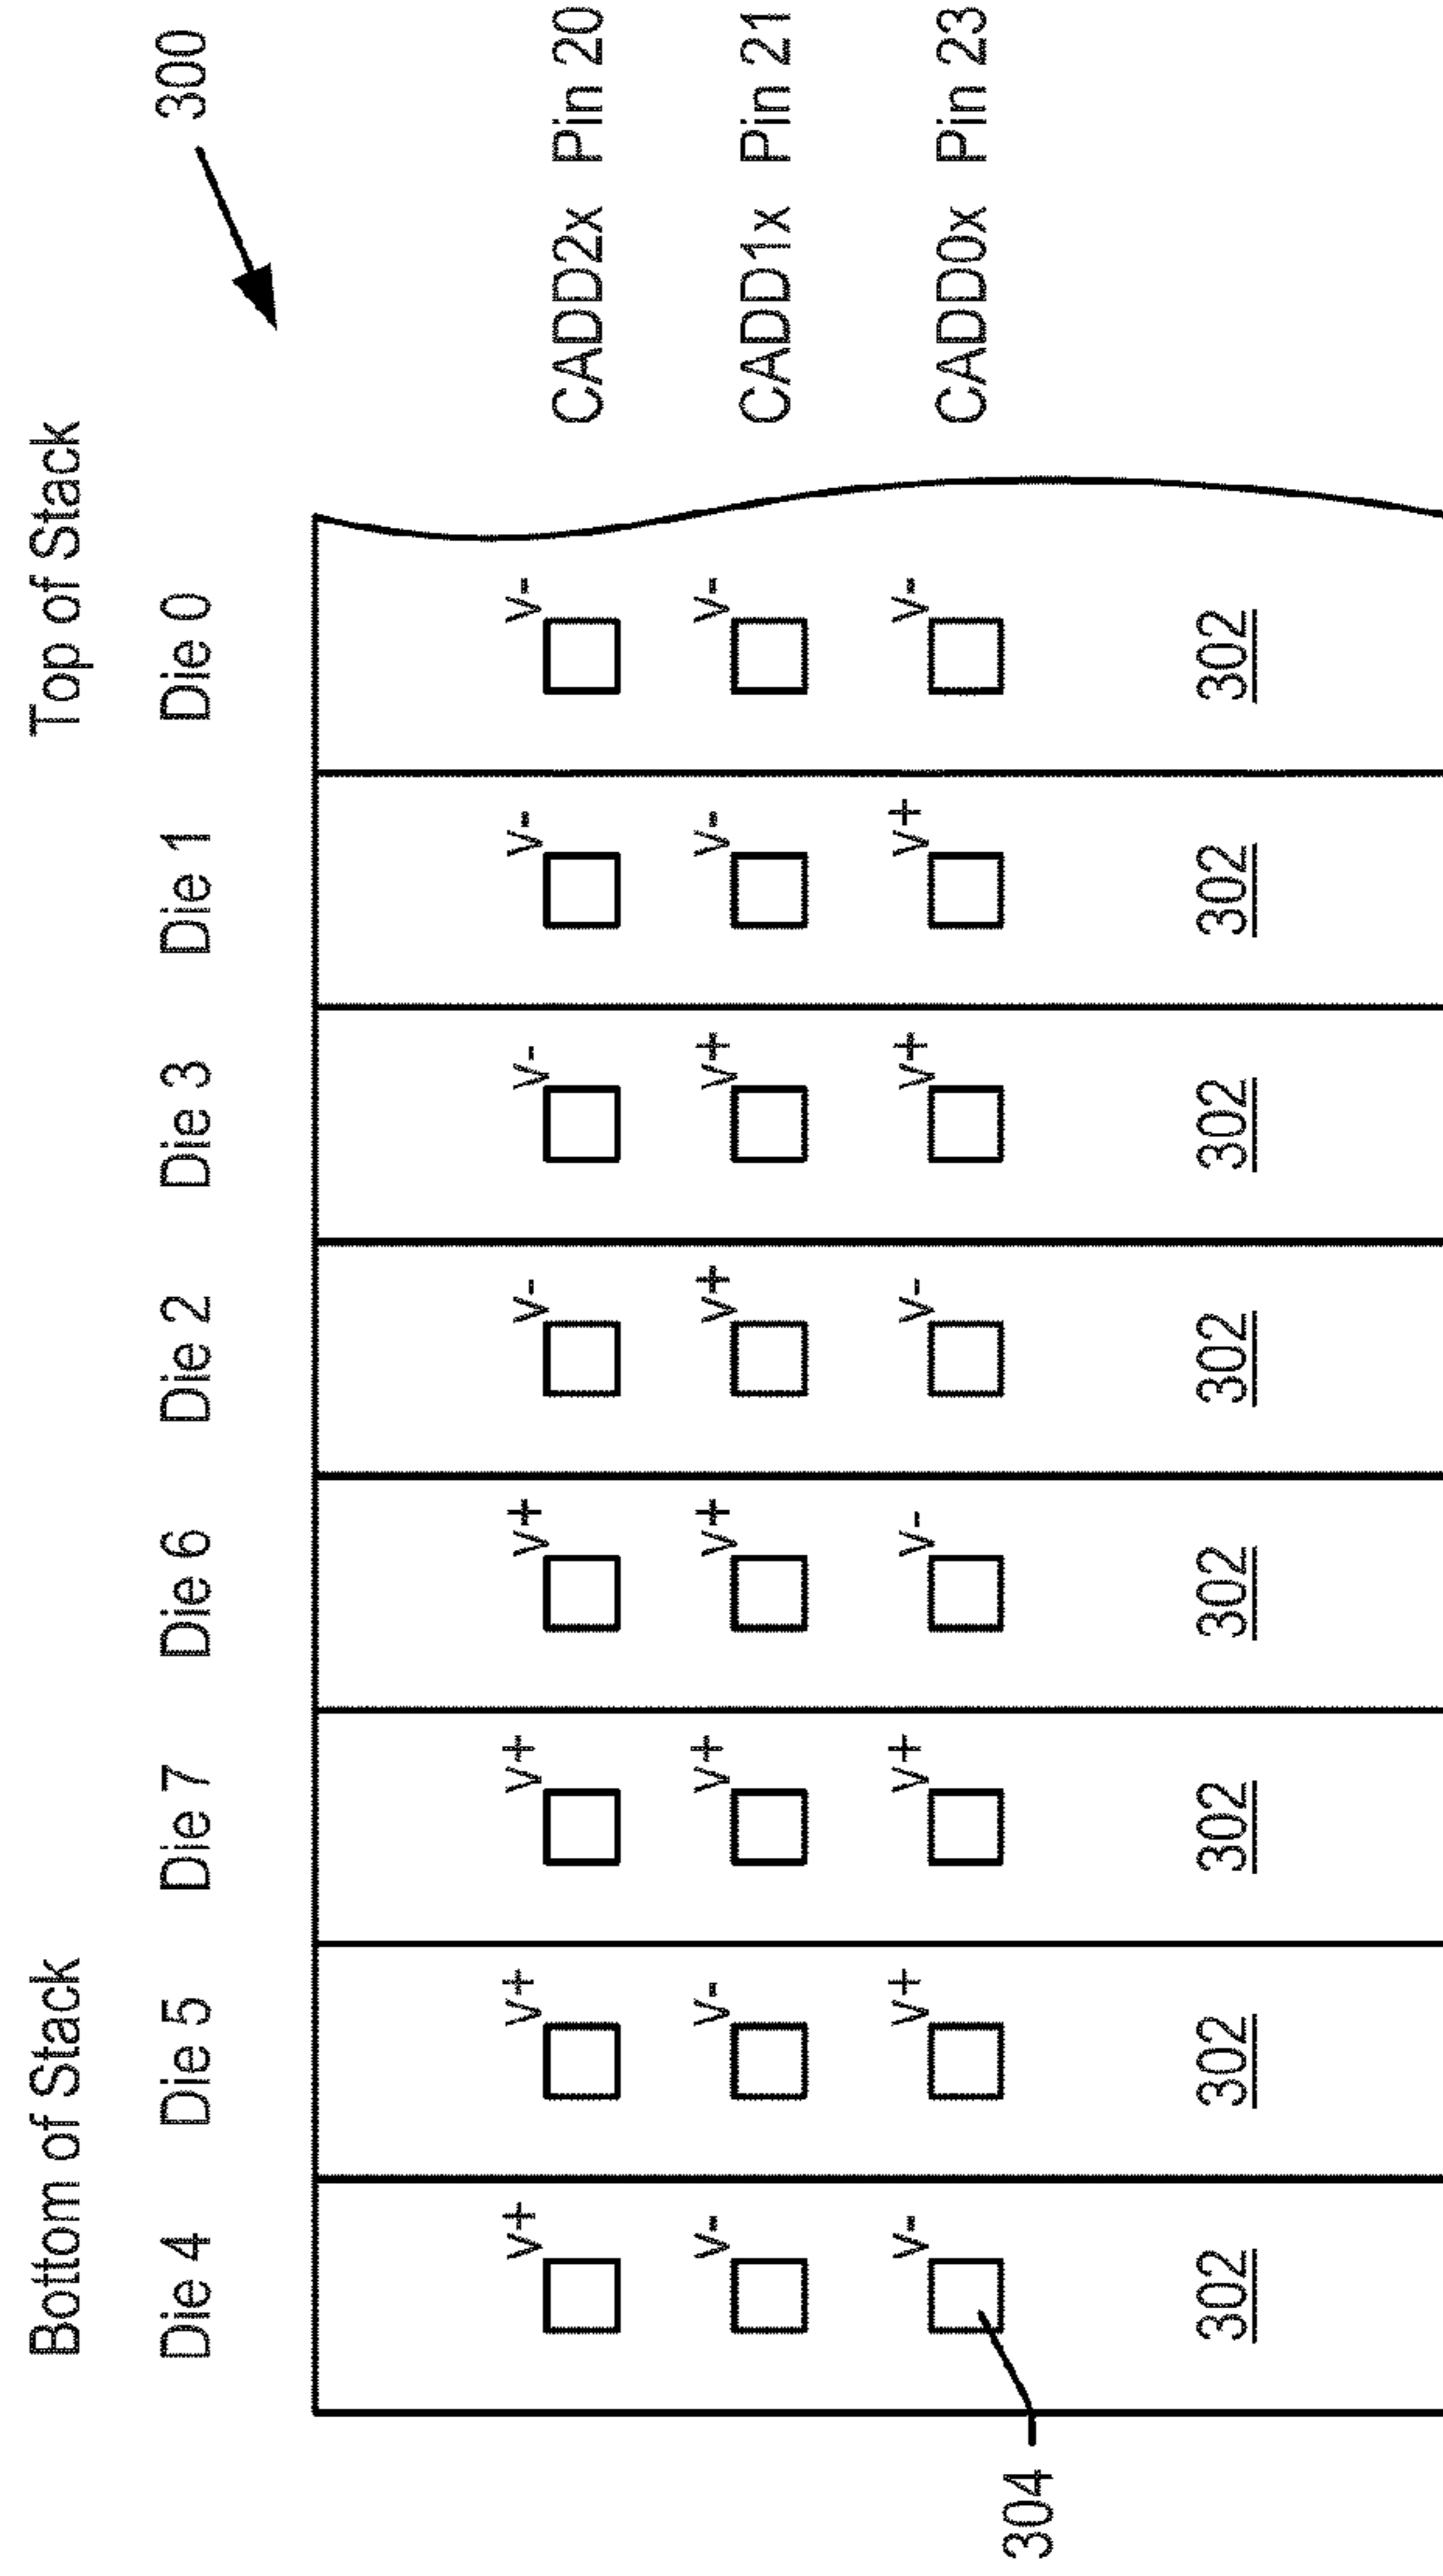 Bottom of Stack Top of Stack
Die 4 Die 5 Die 7 Die 6 Die 2 Die 3 Die 1 Die 0
300
V+ V+ V+ V+ V- V- V- V-
CADD2x Pin 20
V- V- V+ V+ V+ V+ V- V-
CADD1x Pin 21
V- V+ V+ V- V- V+ V+ V-
CADD0x Pin 23
304
302 302 302 302 302 302 302 302